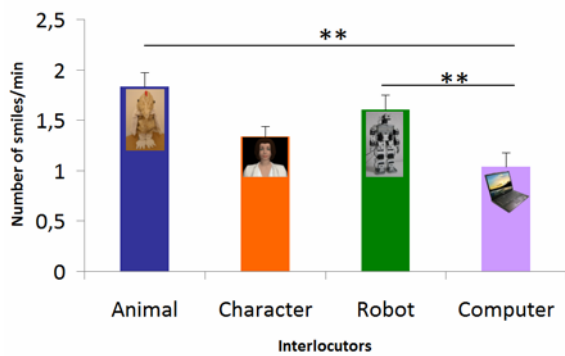 2,5
2
1,5
1
0,5
0
Number of smiles/min
**
**
Animal Character Robot Computer
Interlocutors